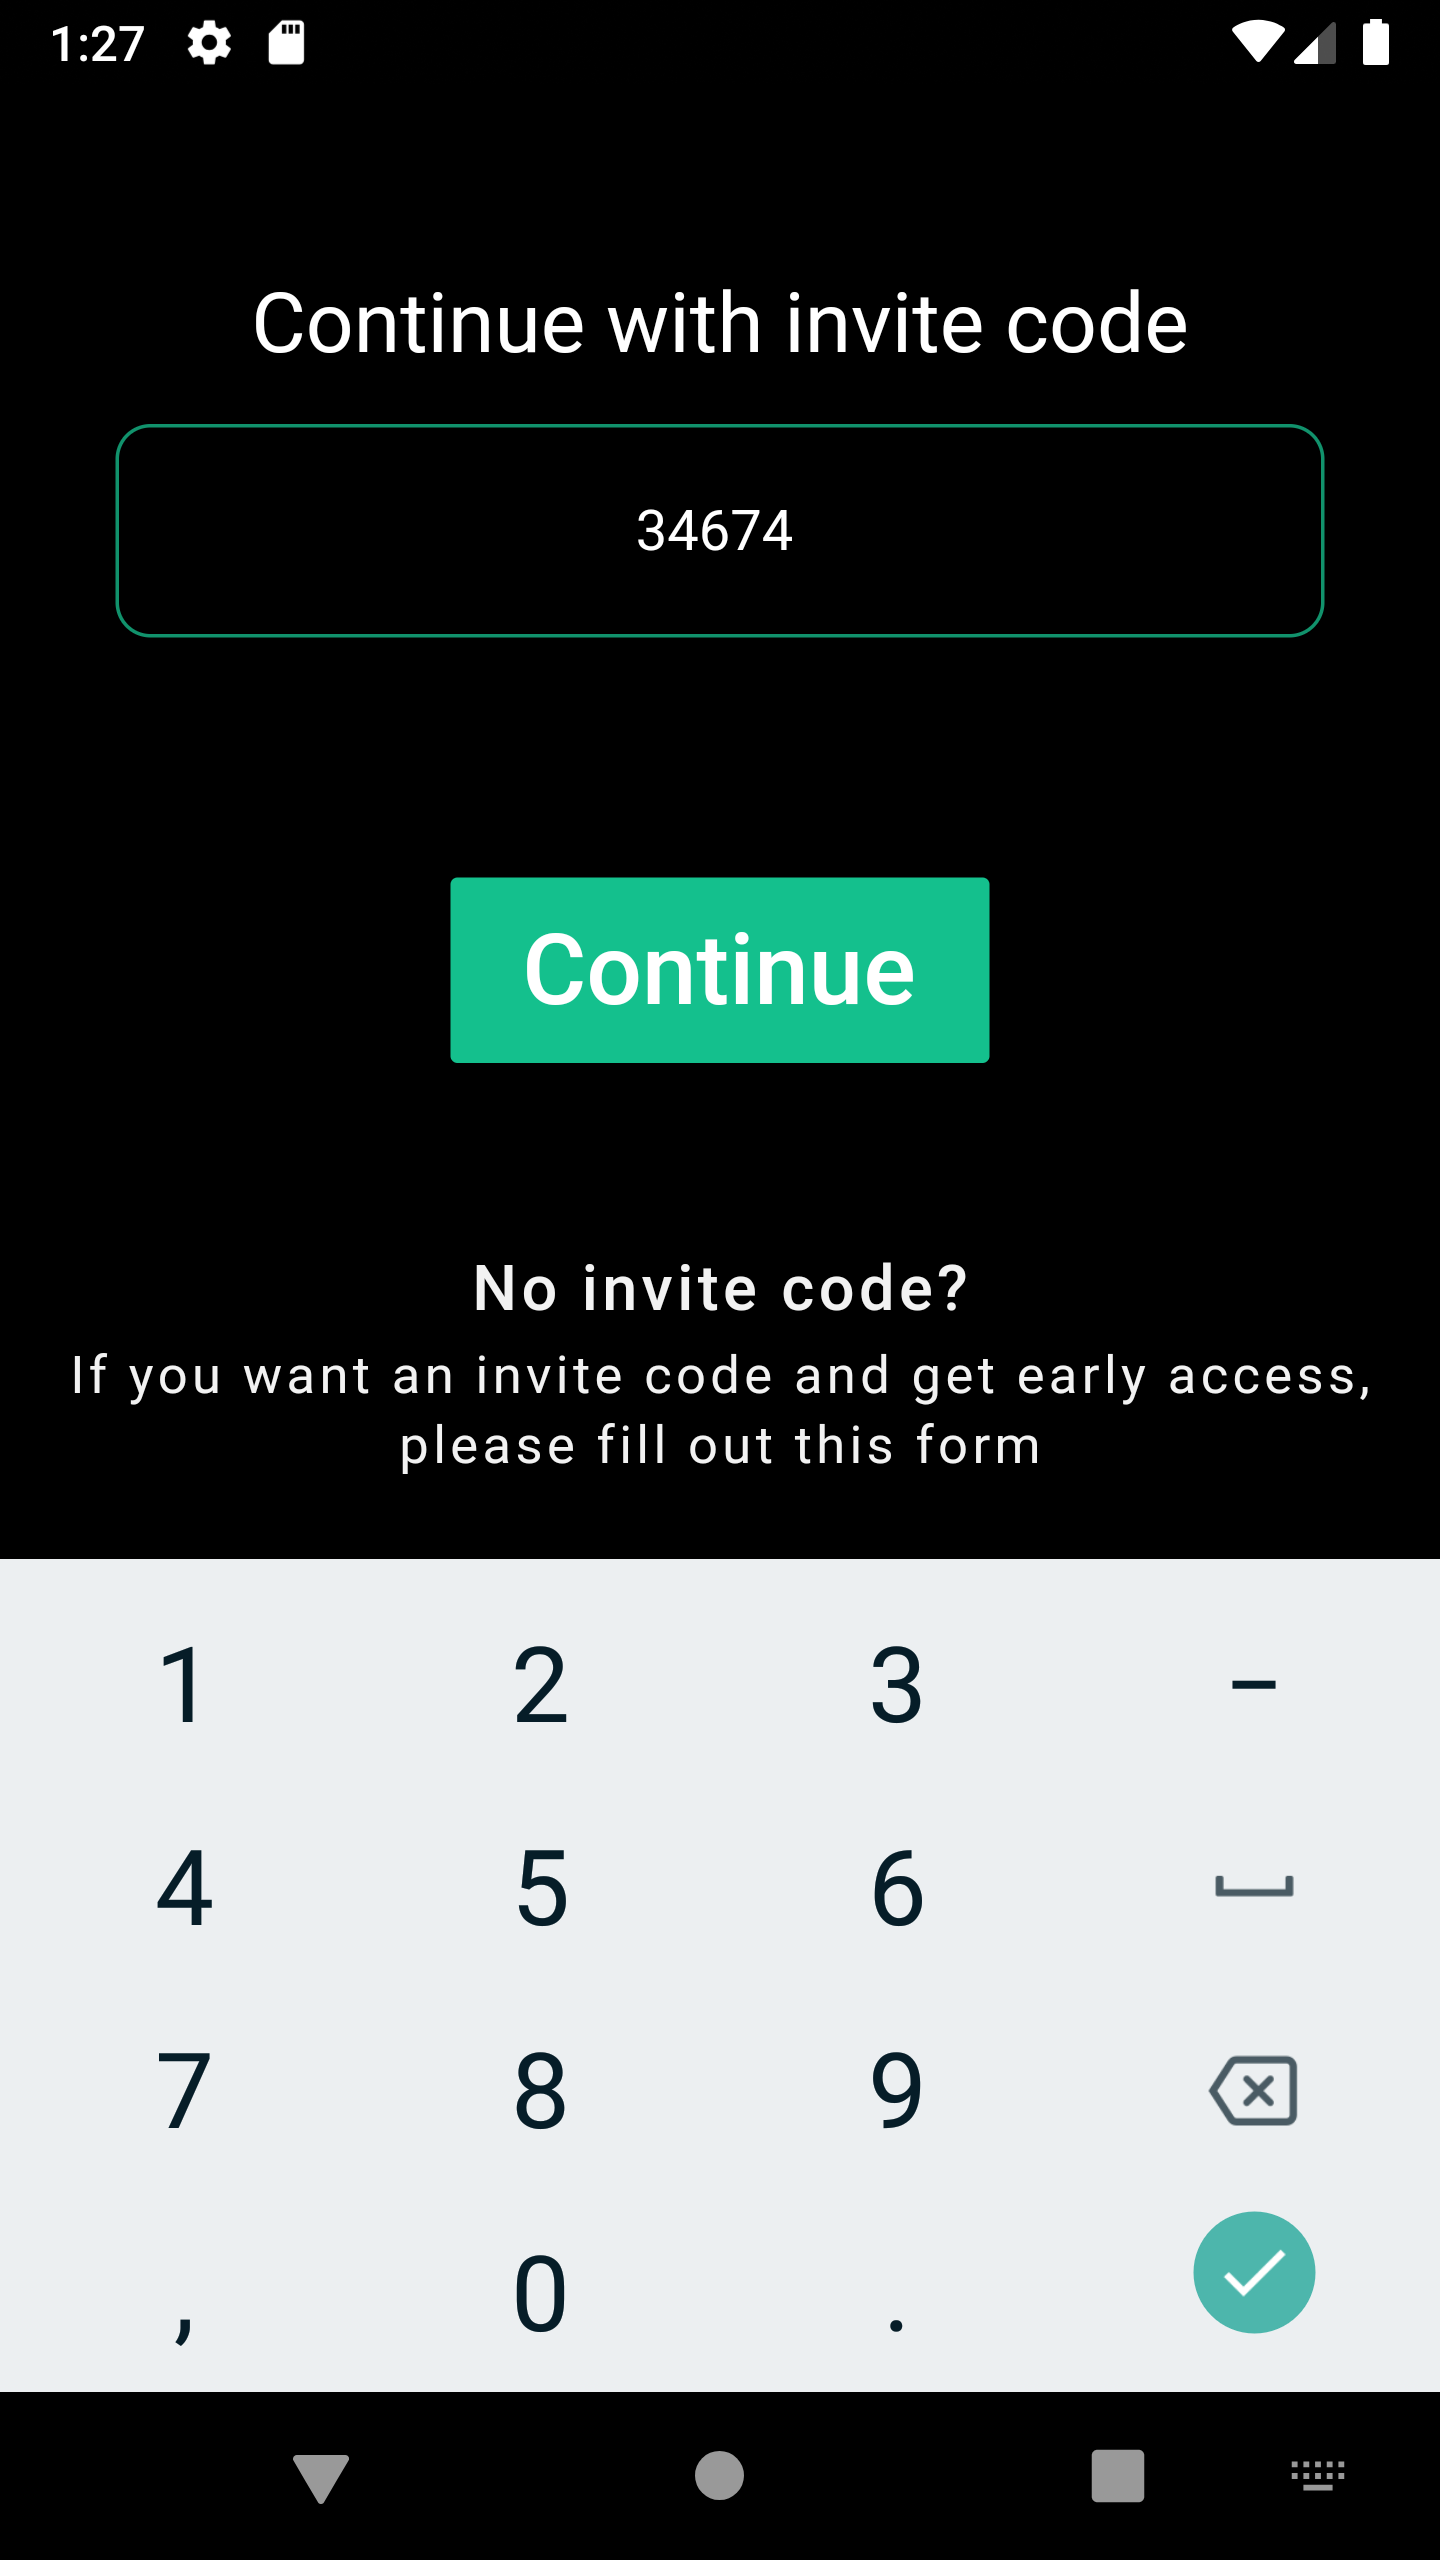 1:27
Continue with invite code
34674
Continue
No invite code?
If you want an invite code and get early access,
please fill out this form
1 2 3 –
4 5 6
7 8 9
, 0 .